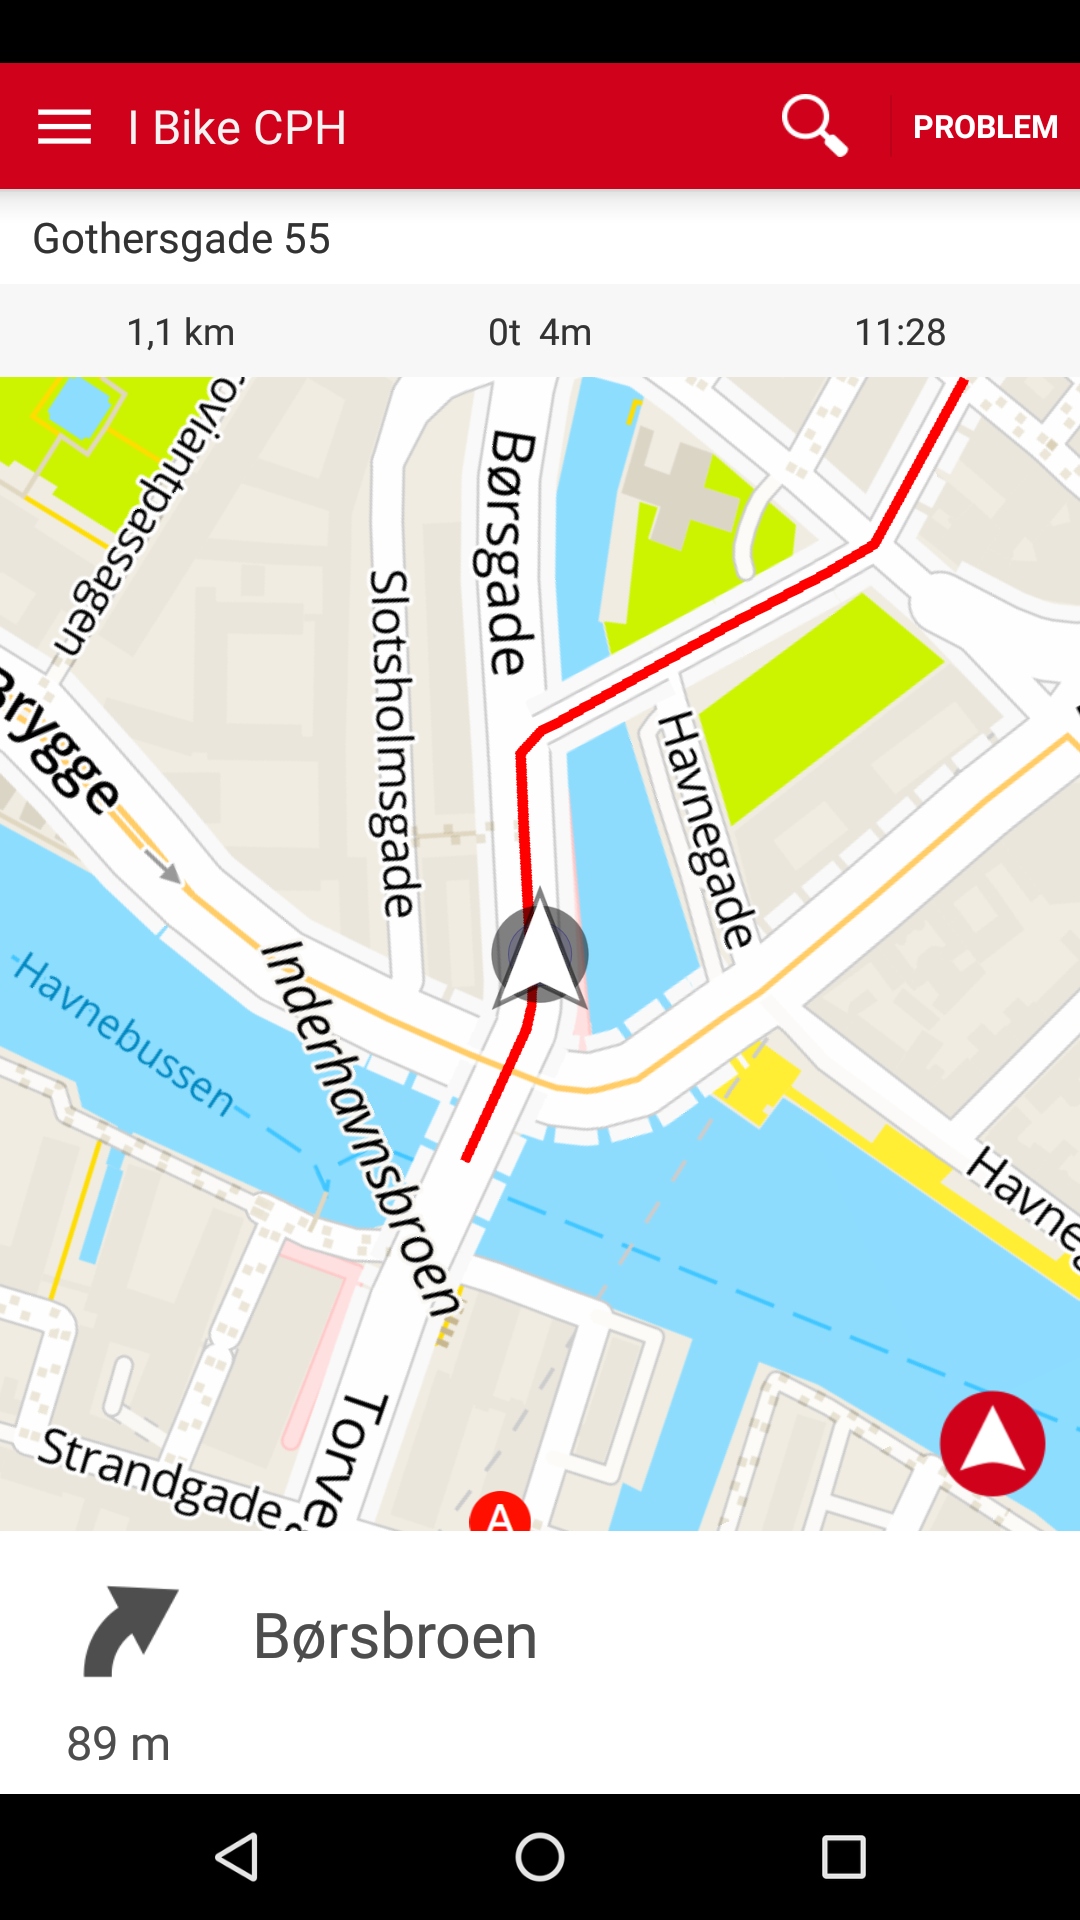 I Bike CPH
PROBLEM
Gothersgade 55
1,1 km
0t 4m
11:28
Børsgade
Slotsholmsgade
Brygge
Havnegade
Inderhavnsbroen
Havnebussen
Strandgade
A
Børsbroen
89 m